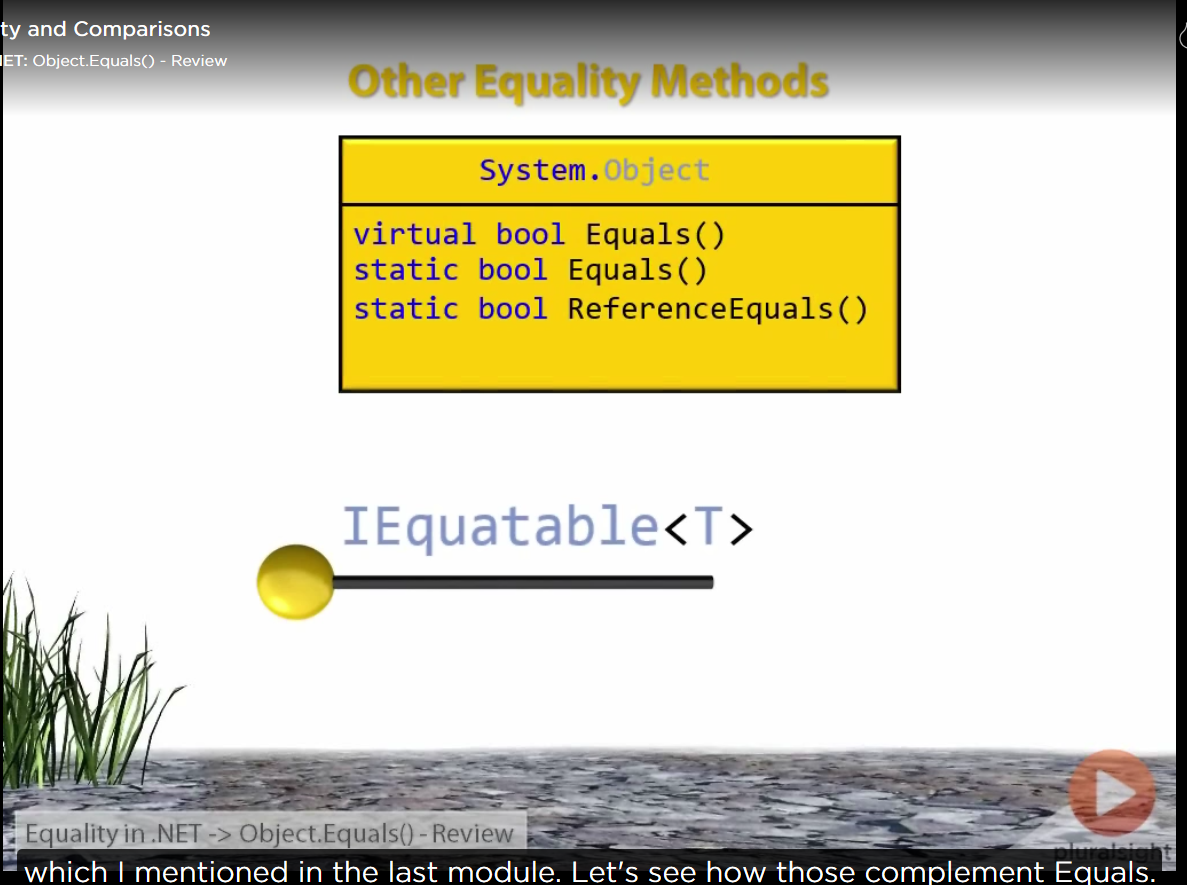 ty and Comparisons
ET: Object.Equals() - Review
Other Equality Methods
System.Object
virtual bool Equals()
static bool Equals()
static bool ReferenceEquals()
IEquatable<T>
Equality in .NET -> Object.Equals() - Review
pluralsight
which I mentioned in the last module. Let's see how those complement Equals.